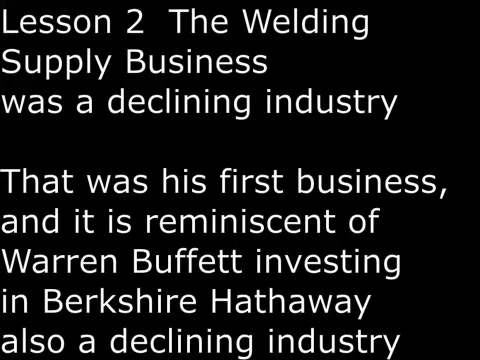 Lesson 2  The Welding
Supply Business
was a declining industry
That was his first business,
and it is reminiscent of
Warren Buffett investing
in Berkshire Hathaway
also a declining industry